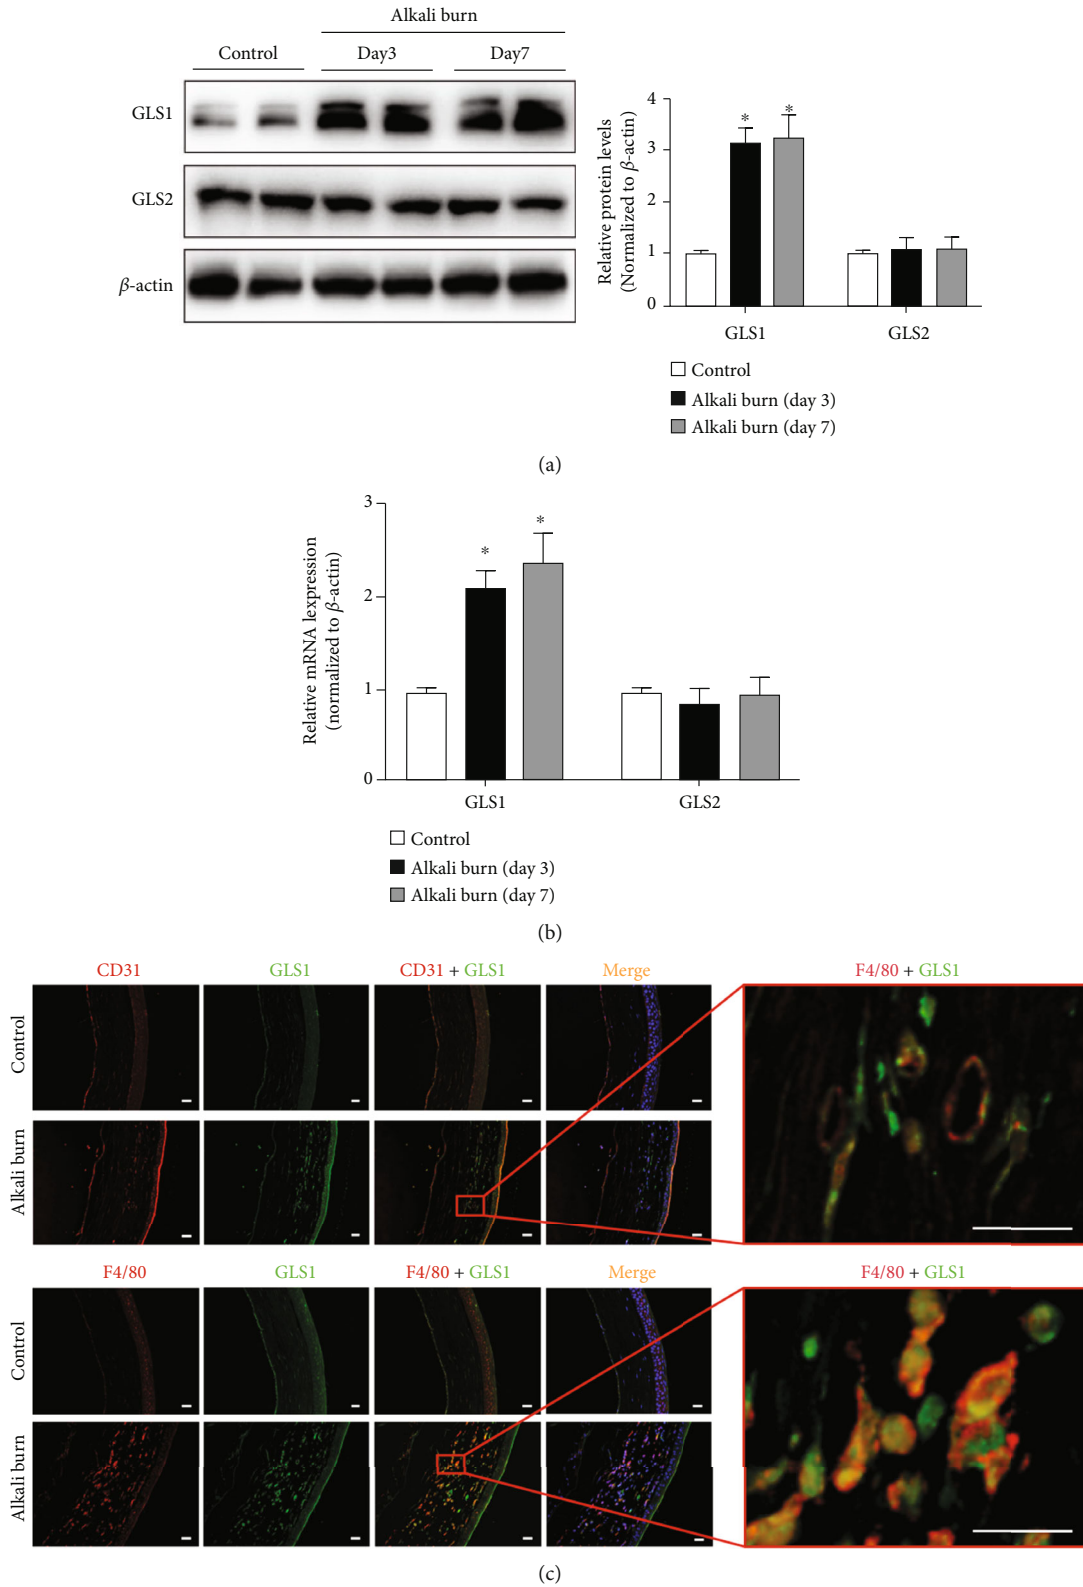 Alkali burn
Control Day3 Day7
GLS1
GLS2
β-actin
Relative protein levels
(Normalized to β-actin)
4
3
2
1
0
* *
GLS1 GLS2
Control
Alkali burn (day 3)
Alkali burn (day 7)
(a)
Relative mRNA lexpression
(normalized to β-actin)
3
2
1
0
* *
GLS1 GLS2
Control
Alkali burn (day 3)
Alkali burn (day 7)
(b)
CD31 GLS1 CD31 + GLS1 Merge F4/80 + GLS1
Control
Alkali burn
F4/80 GLS1 F4/80 + GLS1 Merge F4/80 + GLS1
Control
Alkali burn
(c)